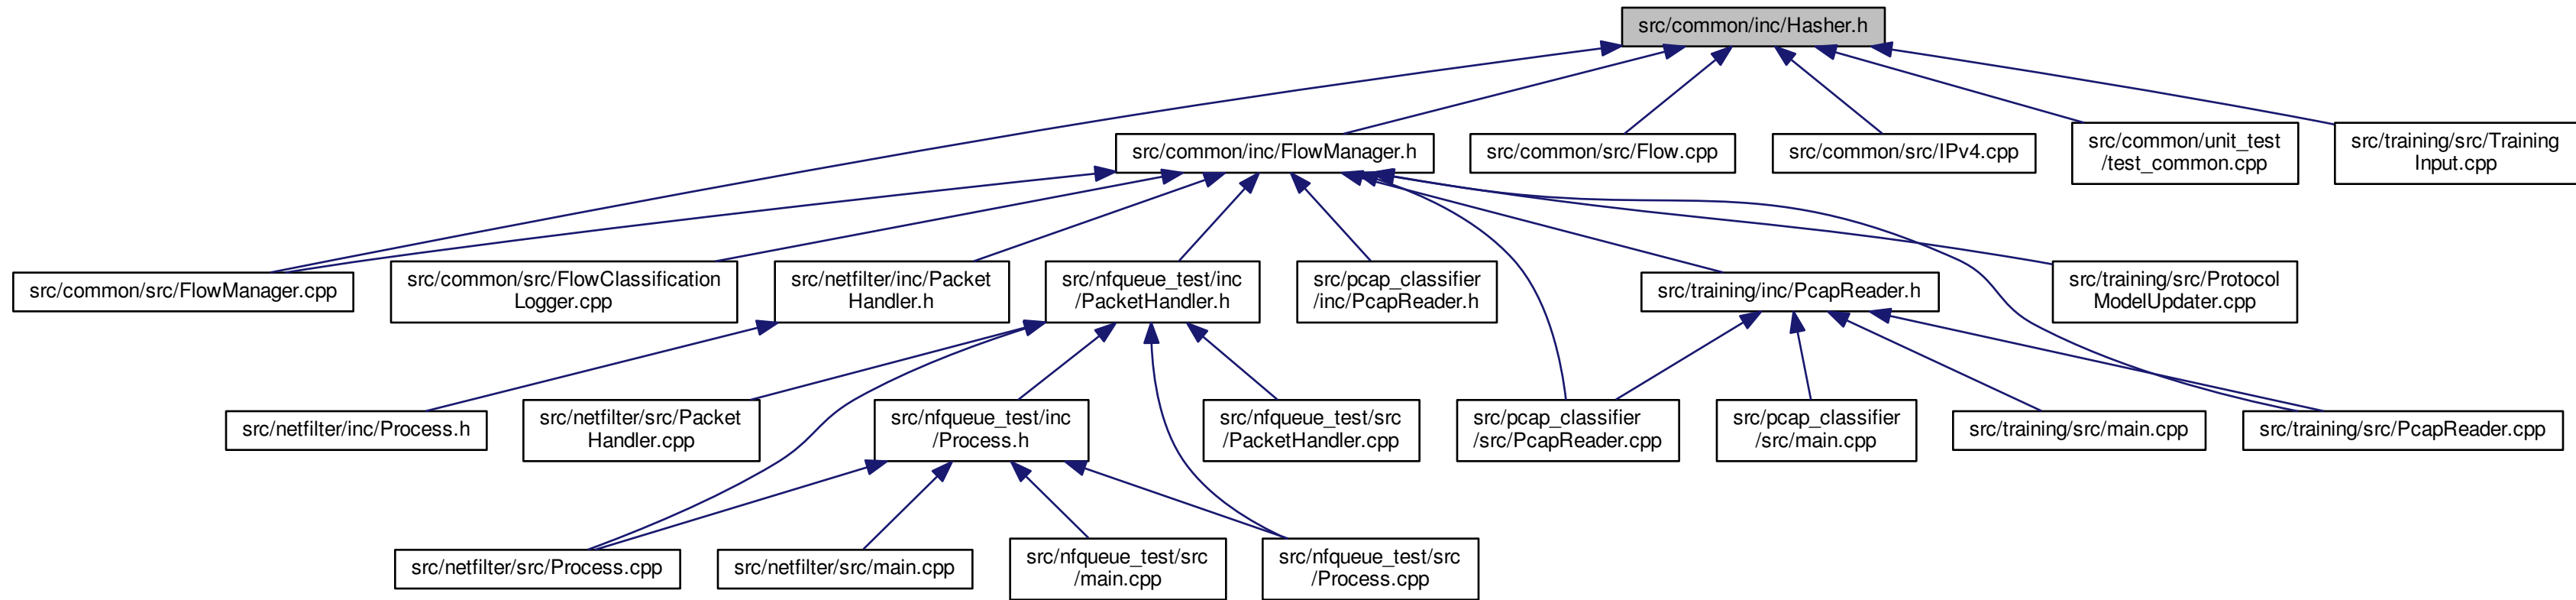 src/common/inc/Hasher.h
src/common/inc/FlowManager.h
src/common/src/Flow.cpp
src/common/src/IPv4.cpp
src/common/unit_test
/test_common.cpp
src/training/src/Training
Input.cpp
src/common/src/FlowManager.cpp
src/common/src/FlowClassification
Logger.cpp
src/netfilter/inc/Packet
Handler.h
src/nfqueue_test/inc
/PacketHandler.h
src/pcap_classifier
/inc/PcapReader.h
src/training/inc/PcapReader.h
src/training/src/Protocol
ModelUpdater.cpp
src/netfilter/inc/Process.h
src/netfilter/src/Packet
Handler.cpp
src/nfqueue_test/inc
/Process.h
src/nfqueue_test/src
/PacketHandler.cpp
src/pcap_classifier
/src/PcapReader.cpp
src/pcap_classifier
/src/main.cpp
src/training/src/main.cpp
src/training/src/PcapReader.cpp
src/netfilter/src/Process.cpp
src/netfilter/src/main.cpp
src/nfqueue_test/src
/main.cpp
src/nfqueue_test/src
/Process.cpp